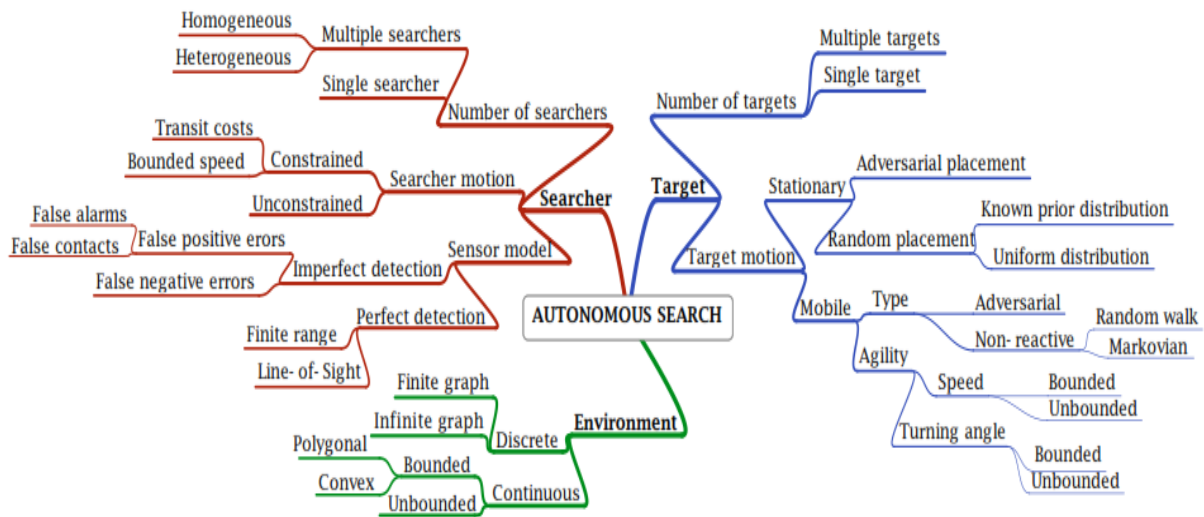 Homogeneous
Heterogeneous
Multiple searchers
Single searcher
Number of searchers
Transit costs
Bounded speed
Constrained
Unconstrained
Searcher motion
Searcher
False alarms
False contacts
False positive erors
False negative errors
Imperfect detection
Sensor model
Perfect detection
Finite range
Line- of- Sight
AUTONOMOUS SEARCH
Finite graph
Infinite graph
Discrete
Environment
Polygonal
Convex
Bounded
Unbounded
Continuous
Multiple targets
Single target
Number of targets
Target
Target motion
Stationary
Adversarial placement
Random placement
Known prior distribution
Uniform distribution
Mobile
Type
Adversarial
Non- reactive
Random walk
Markovian
Agility
Speed
Bounded
Unbounded
Turning angle
Bounded
Unbounded